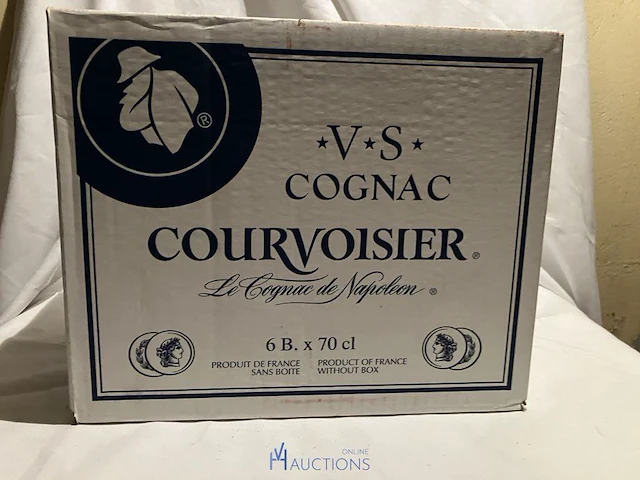 ®
★V★S★
COGNAC
COURVOISIER®
Le Cognac de Napoleon ®
6 B. x 70 cl
PRODUIT DE FRANCE
SANS BOITE
PRODUCT OF FRANCE
WITHOUT BOX
ONLINE
VH AUCTIONS